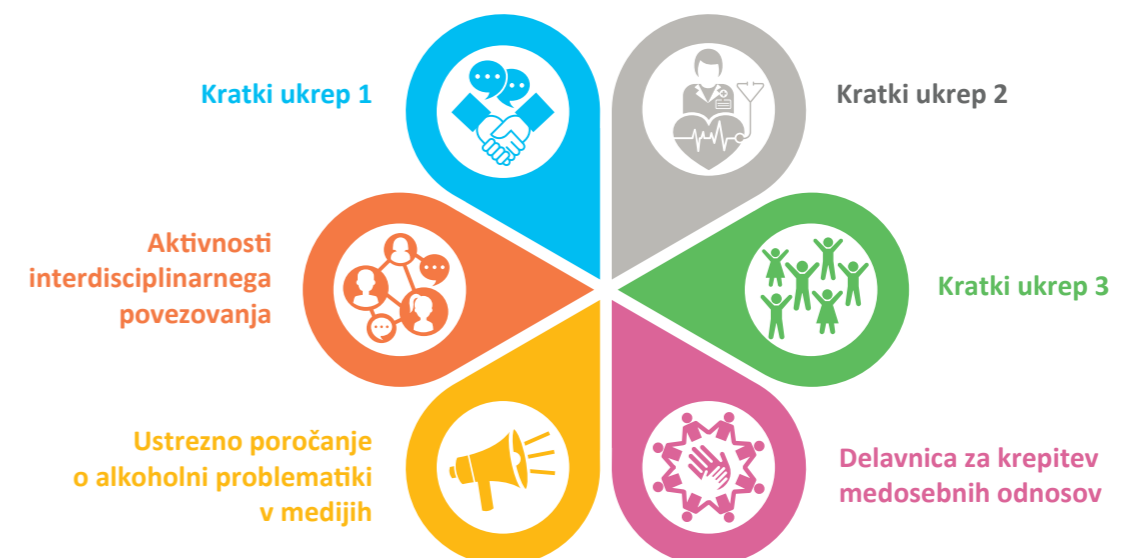 Kratki ukrep 1
Kratki ukrep 2
Aktivnosti
interdisciplinarnega
povezovanja
Kratki ukrep 3
Ustrezno poročanje
o alkoholni problematiki
v medijih
Delavnica za krepitev
medosebnih odnosov